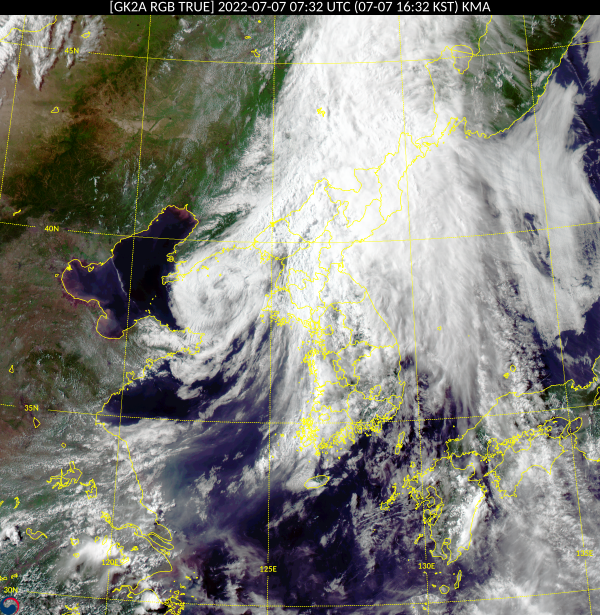 [GK2A RGB TRUE] 2022-07-07 07:32 UTC (07-07 16:32 KST) KMA
45N
40N
35N
120E
125E
130E
135E
30N